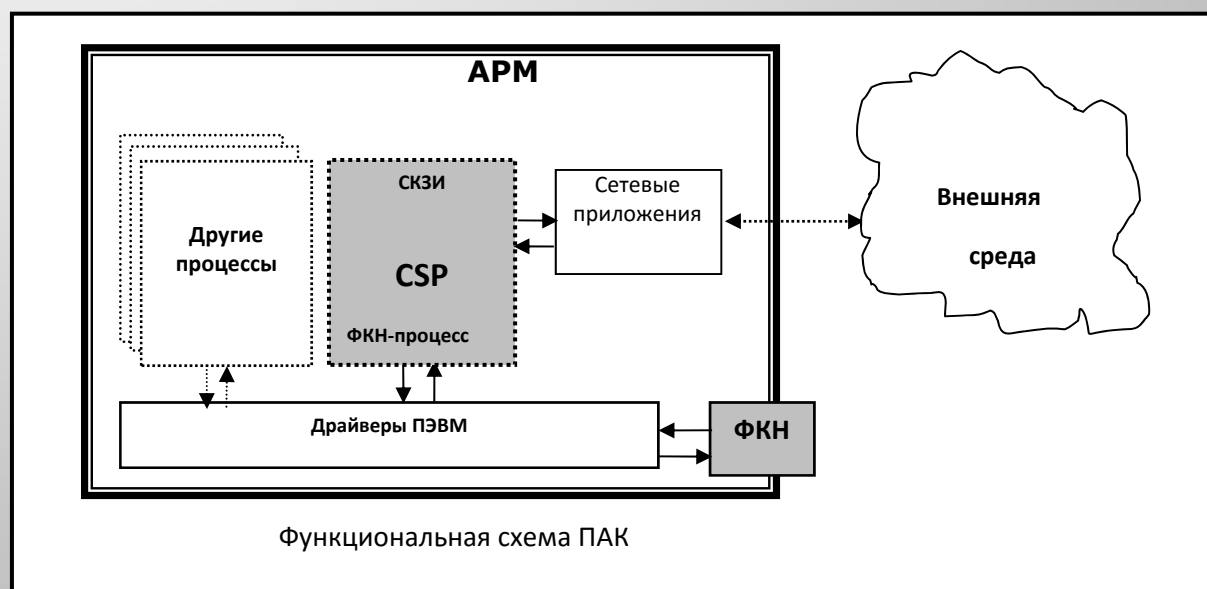 АРМ
Другие
процессы
СКЗИ
CSP
ФКН-процесс
Сетевые
приложения
Внешняя
среда
Драйверы ПЭВМ
ФКН
Функциональная схема ПАК